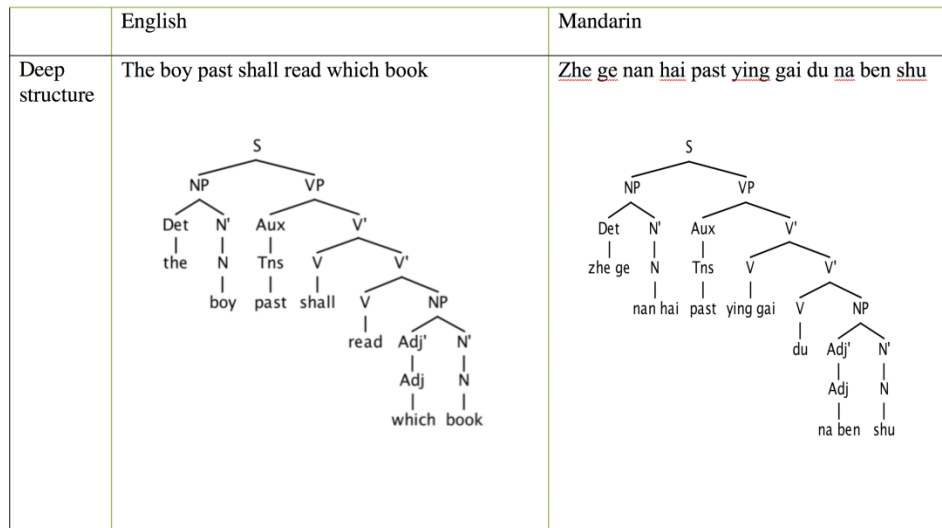 English
Mandarin
Deep structure
The boy past shall read which book
Zhe ge nan hai past ying gai du na ben shu
S
NP VP
Det N' Aux V'
the N Tns V V'
boy past shall V NP
read Adj' N'
Adj N
which book
S
NP VP
Det N' Aux V'
zhe ge N Tns V V'
nan hai past ying gai V NP
du Adj' N'
Adj N
na ben shu